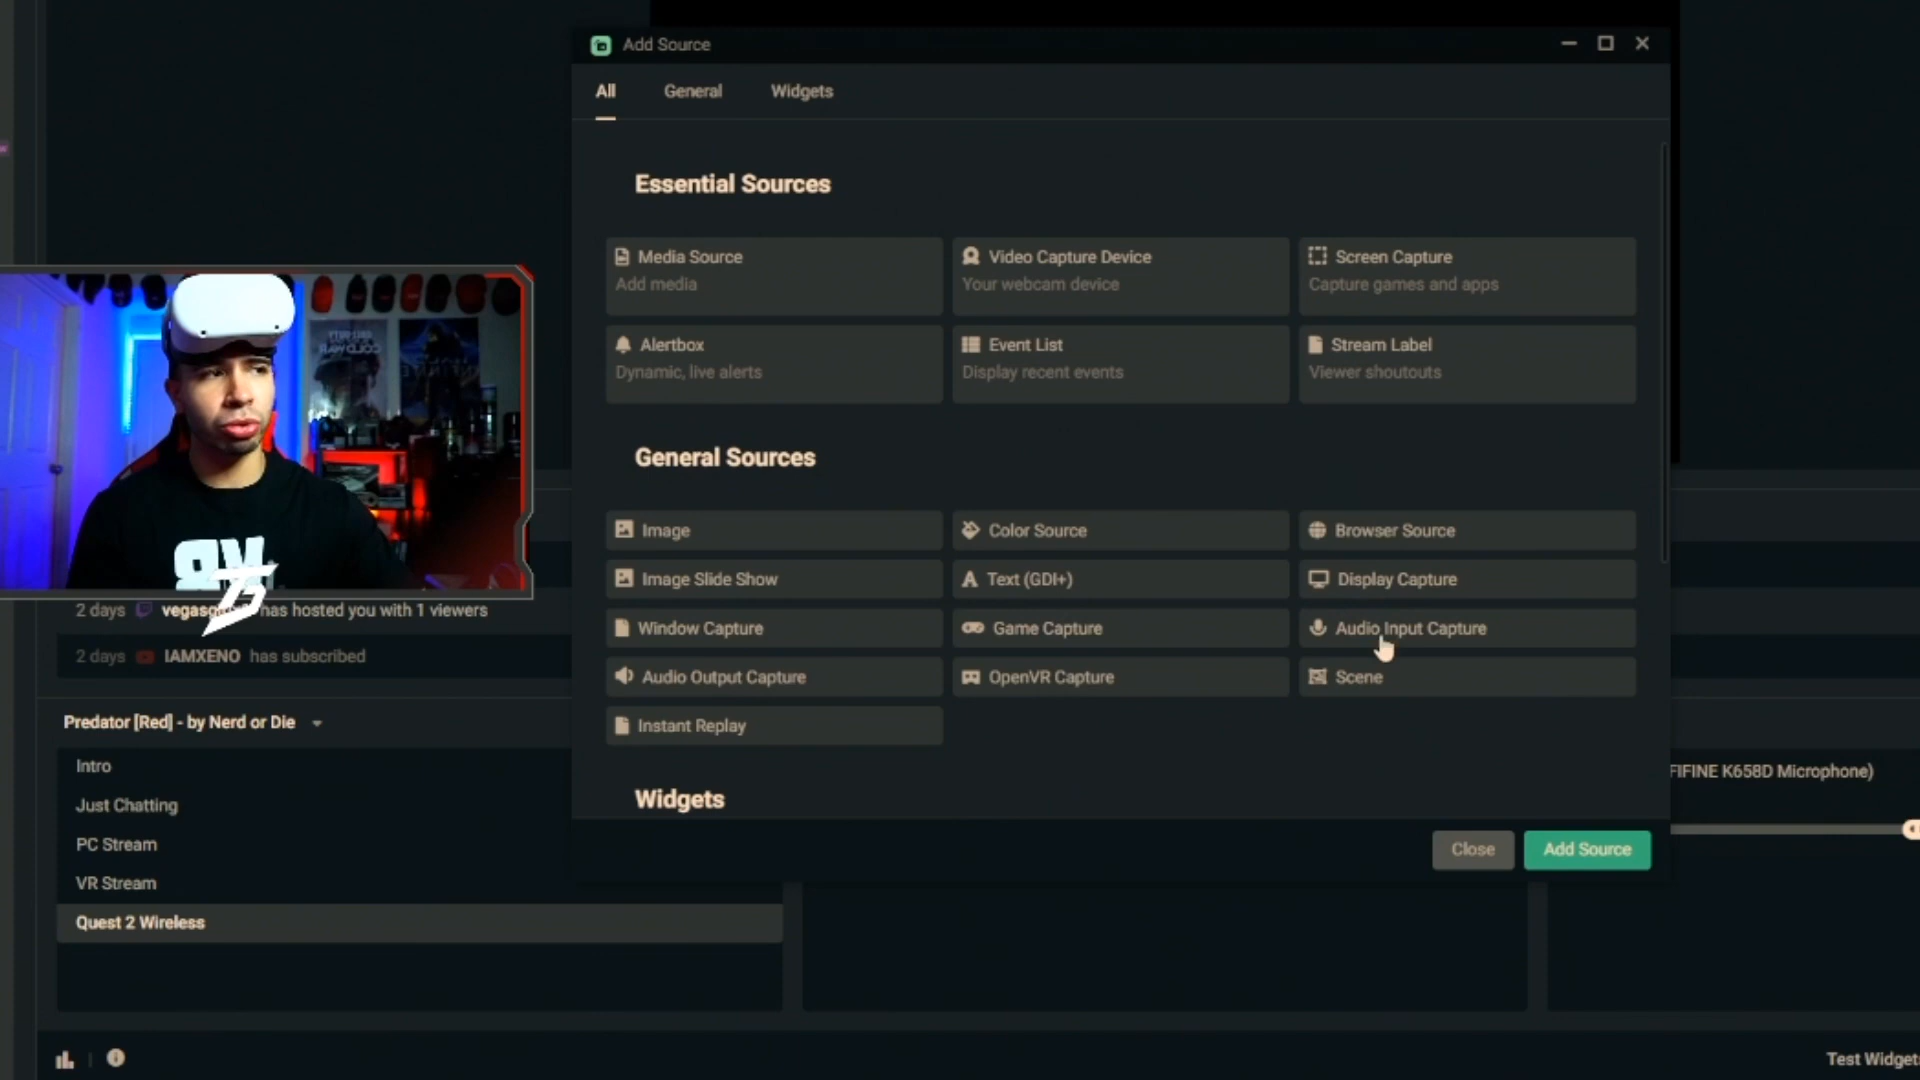 Add Source
All General Widgets
Essential Sources
Media Source
Add media
Video Capture Device
Your webcam device
Screen Capture
Capture games and apps
Alertbox
Dynamic, live alerts
Event List
Display recent events
Stream Label
Viewer shoutouts
General Sources
Image
Color Source
Browser Source
Image Slide Show
Text (GDI+)
Display Capture
Window Capture
Game Capture
Audio Input Capture
Audio Output Capture
OpenVR Capture
Scene
Instant Replay
Widgets
Close
Add Source
2 days has hosted you with 1 viewers
2 days IAMXENO has subscribed
Predator [Red] - by Nerd or Die
Intro
Just Chatting
PC Stream
VR Stream
Quest 2 Wireless
FIFINE K658D Microphone)
Test Widget